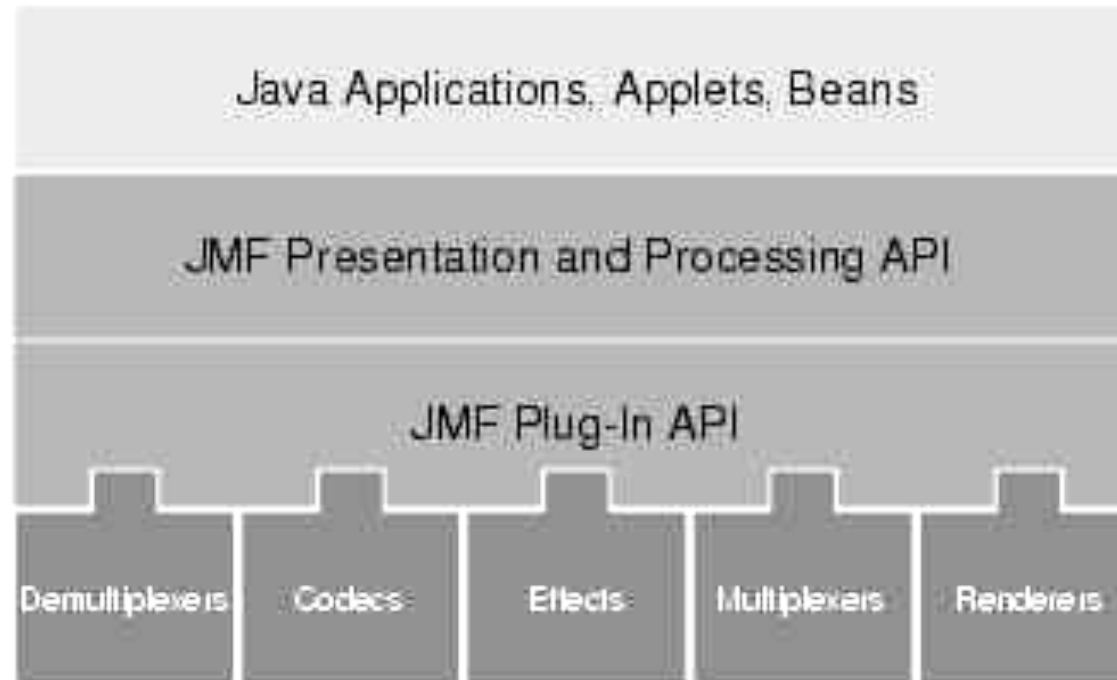 Java Applications, Applets, Beans
JMF Presentation and Processing API
JMF Plug-In API
Demultiplexers Codecs Effects Multiplexers Renderers